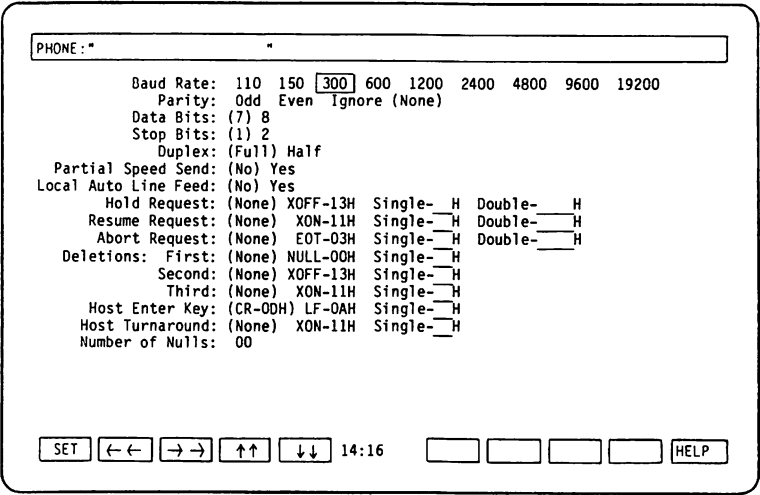 PHONE:" "
Baud Rate: 110 150 300 600 1200 2400 4800 9600 19200
Parity: Odd Even Ignore (None)
Data Bits: (7) 8
Stop Bits: (1) 2
Duplex: (Full) Half
Partial Speed Send: (No) Yes
Local Auto Line Feed: (No) Yes
Hold Request: (None) XOFF-13H Single-__H Double-____H
Resume Request: (None) XON-11H Single-__H Double-____H
Abort Request: (None) EOT-03H Single-__H Double-____H
Deletions: First: (None) NULL-00H Single-__H
Second: (None) XOFF-13H Single-__H
Third: (None) XON-11H Single-__H
Host Enter Key: (CR-0DH) LF-0AH Single-__H
Host Turnaround: (None) XON-11H Single-__H
Number of Nulls: 00
SET ←← →→ ↑↑ ↓↓ 14:16 HELP